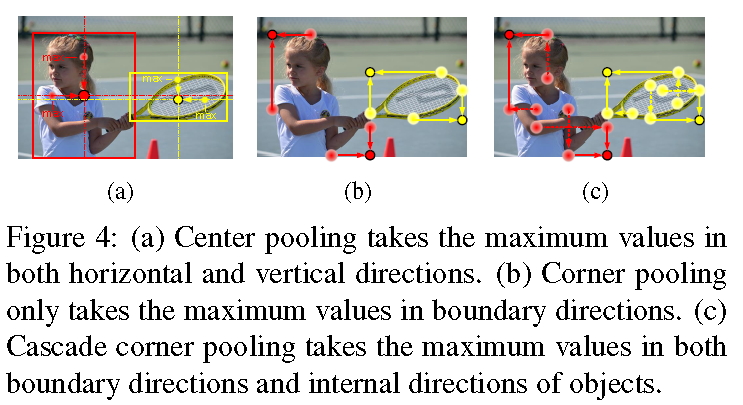 max
max
max
max
(a)
(b)
(c)
Figure 4: (a) Center pooling takes the maximum values in
both horizontal and vertical directions. (b) Corner pooling
only takes the maximum values in boundary directions. (c)
Cascade corner pooling takes the maximum values in both
boundary directions and internal directions of objects.